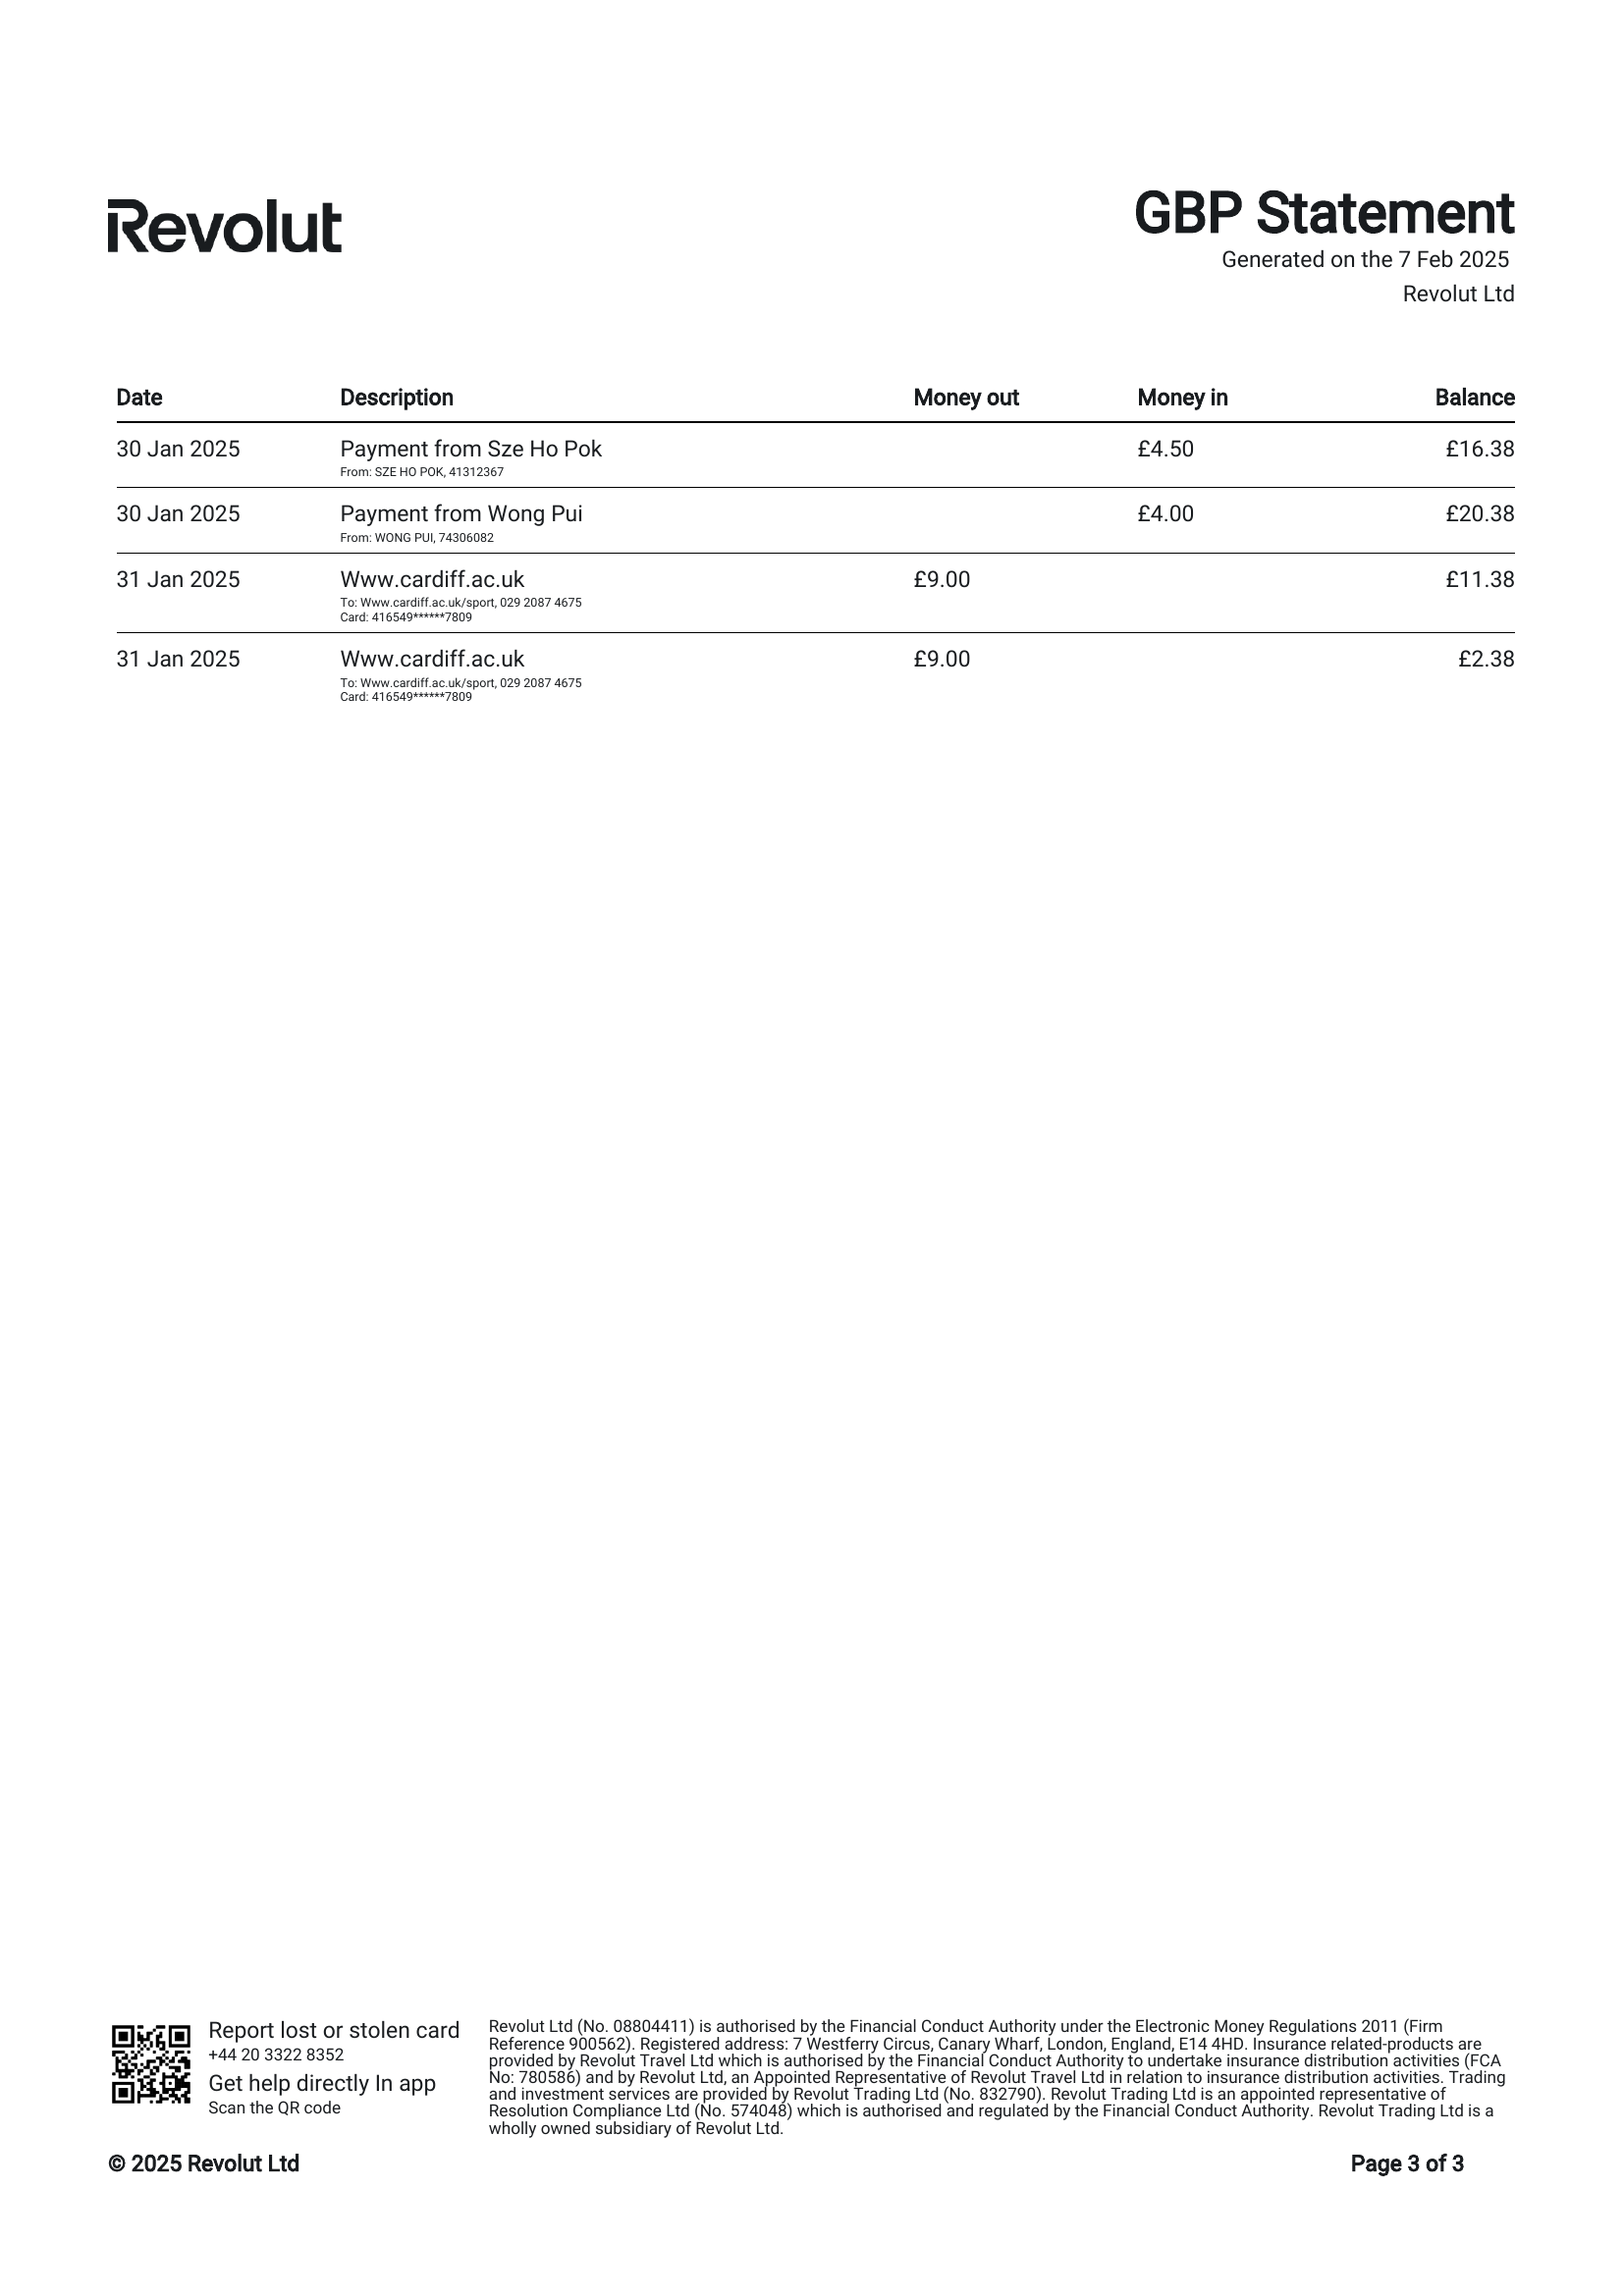 Revolut
GBP Statement
Generated on the 7 Feb 2025
Revolut Ltd
Date Description Money out Money in Balance
30 Jan 2025 Payment from Sze Ho Pok £4.50 £16.38
From: SZE HO POK, 41312367
30 Jan 2025 Payment from Wong Pui £4.00 £20.38
From: WONG PUI, 74306082
31 Jan 2025 Www.cardiff.ac.uk £9.00 £11.38
To: Www.cardiff.ac.uk/sport, 029 2087 4675
Card: 416549******7809
31 Jan 2025 Www.cardiff.ac.uk £9.00 £2.38
To: Www.cardiff.ac.uk/sport, 029 2087 4675
Card: 416549******7809
Report lost or stolen card
+44 20 3322 8352
Get help directly In app
Scan the QR code
Revolut Ltd (No. 08804411) is authorised by the Financial Conduct Authority under the Electronic Money Regulations 2011 (Firm
Reference 900562). Registered address: 7 Westferry Circus, Canary Wharf, London, England, E14 4HD. Insurance related-products are
provided by Revolut Travel Ltd which is authorised by the Financial Conduct Authority to undertake insurance distribution activities (FCA
No: 780586) and by Revolut Ltd, an Appointed Representative of Revolut Travel Ltd in relation to insurance distribution activities. Trading
and investment services are provided by Revolut Trading Ltd (No. 832790). Revolut Trading Ltd is an appointed representative of
Resolution Compliance Ltd (No. 574048) which is authorised and regulated by the Financial Conduct Authority. Revolut Trading Ltd is a
wholly owned subsidiary of Revolut Ltd.
© 2025 Revolut Ltd
Page 3 of 3